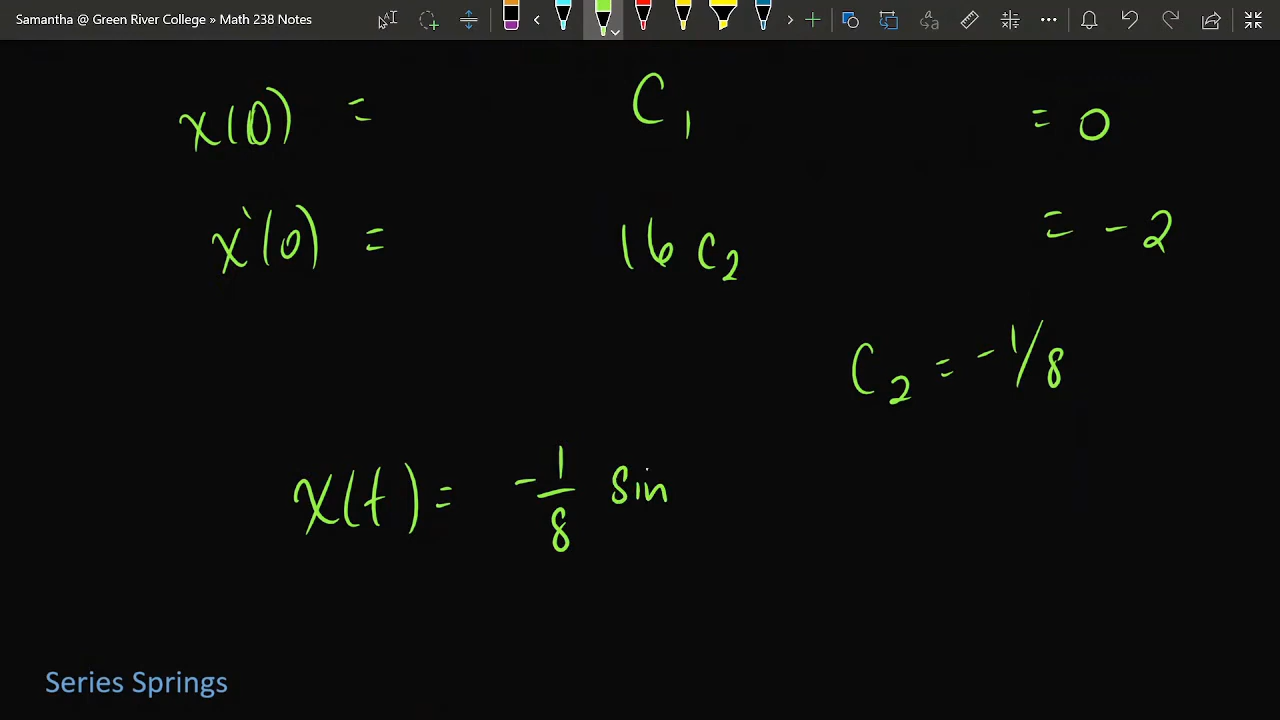 Samantha @ Green River College » Math 238 Notes
x(0) = C₁ = 0
x'(0) = 16 c₂ = -2
C₂ = -1/8
x(t) = -1/8 sin
Series Springs